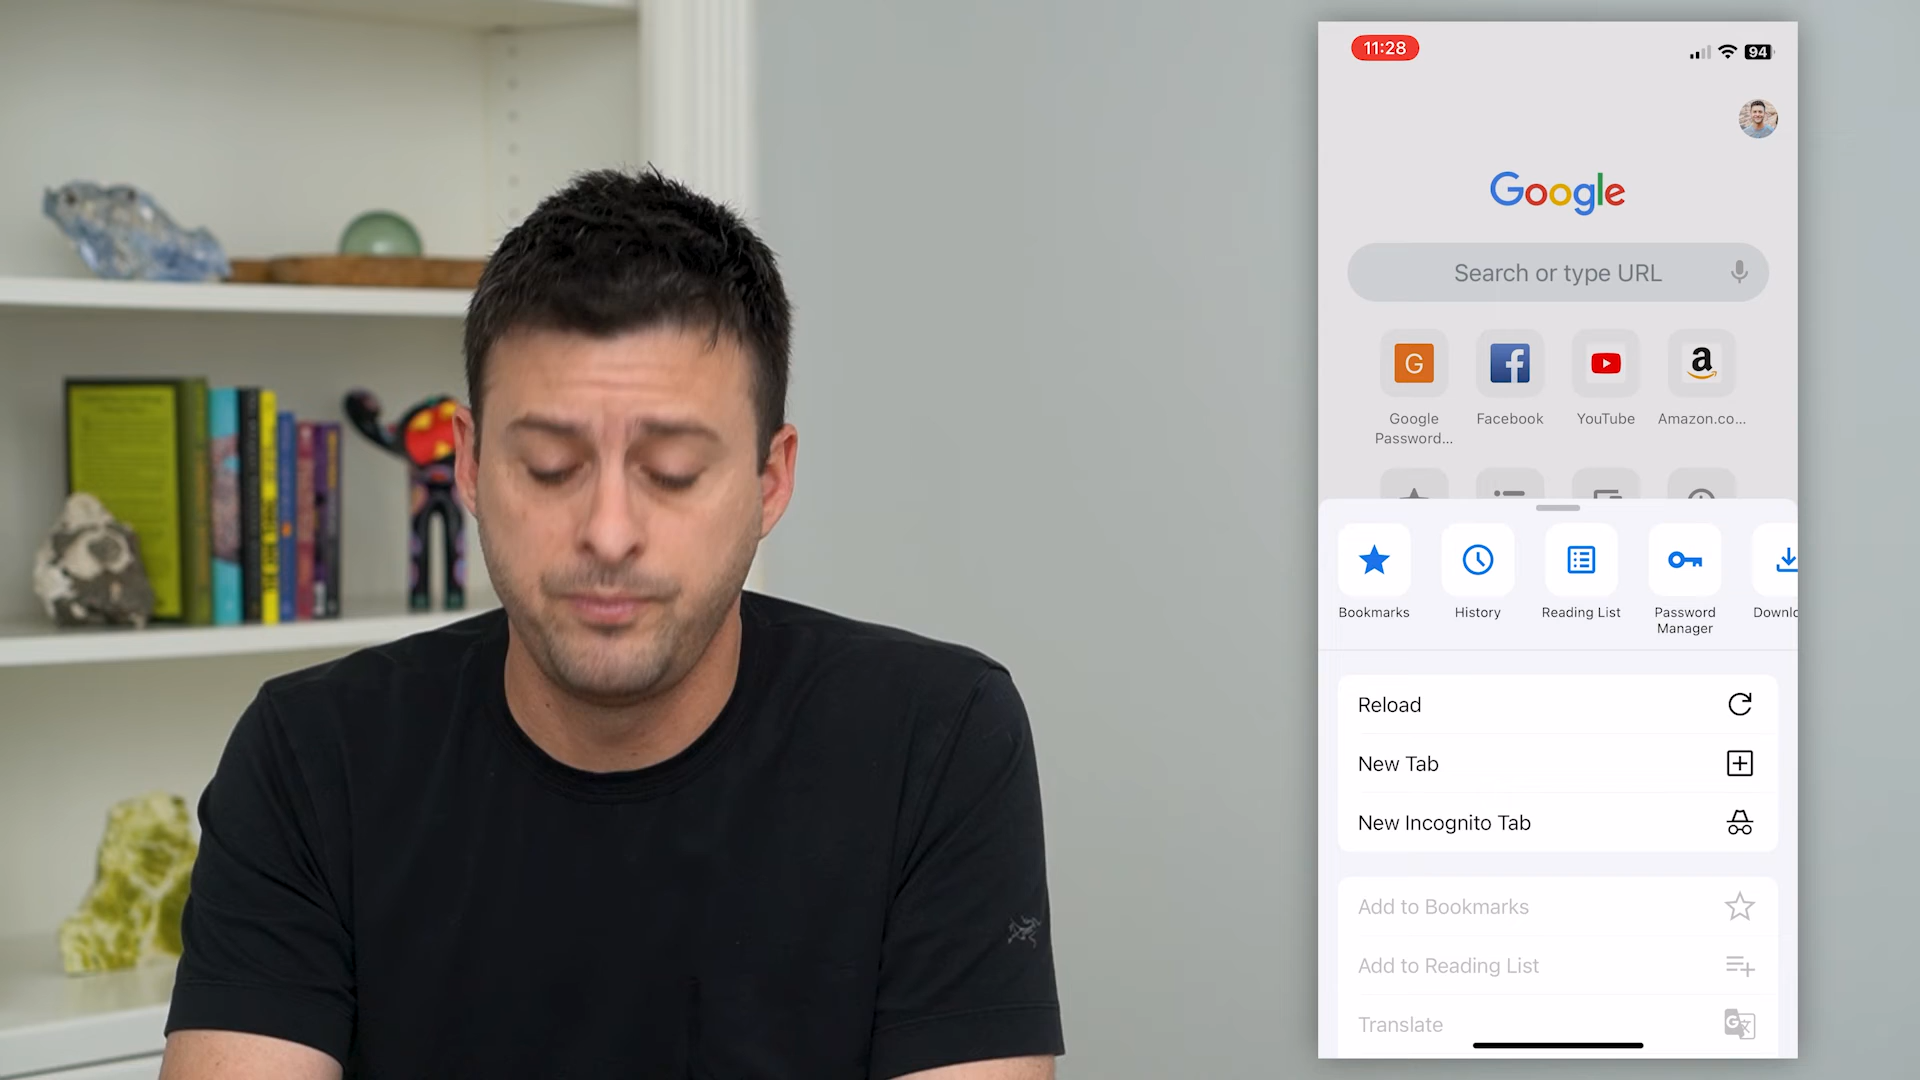 11:28
94
Google
Search or type URL
G
Google
Password...
Facebook
YouTube
Amazon.co...
Bookmarks
History
Reading List
Password
Manager
Downlo
Reload
New Tab
New Incognito Tab
Add to Bookmarks
Add to Reading List
Translate